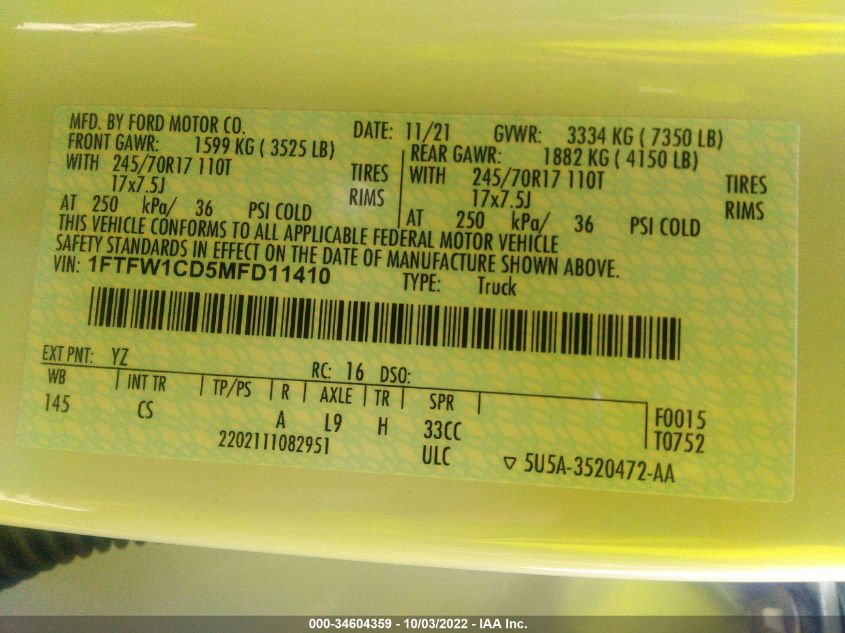 MFD. BY FORD MOTOR CO. DATE: 11/21 GVWR: 3334 KG ( 7350 LB)
FRONT GAWR: 1599 KG ( 3525 LB) REAR GAWR: 1882 KG ( 4150 LB)
WITH 245/70R17 110T TIRES WITH 245/70R17 110T TIRES
17x7.5J RIMS 17x7.5J RIMS
AT 250 kPa/ 36 PSI COLD AT 250 kPa/ 36 PSI COLD
THIS VEHICLE CONFORMS TO ALL APPLICABLE FEDERAL MOTOR VEHICLE
SAFETY STANDARDS IN EFFECT ON THE DATE OF MANUFACTURE SHOWN ABOVE.
VIN: 1FTFW1CD5MFD11410 TYPE: Truck
EXT PNT: YZ RC: 16 DSO:
WB INT TR TP/PS R AXLE TR SPR F0015
145 CS A L9 H 33CC T0752
2202111082951 ULC ▽ 5U5A-3520472-AA
000-34604359 - 10/03/2022 - IAA Inc.